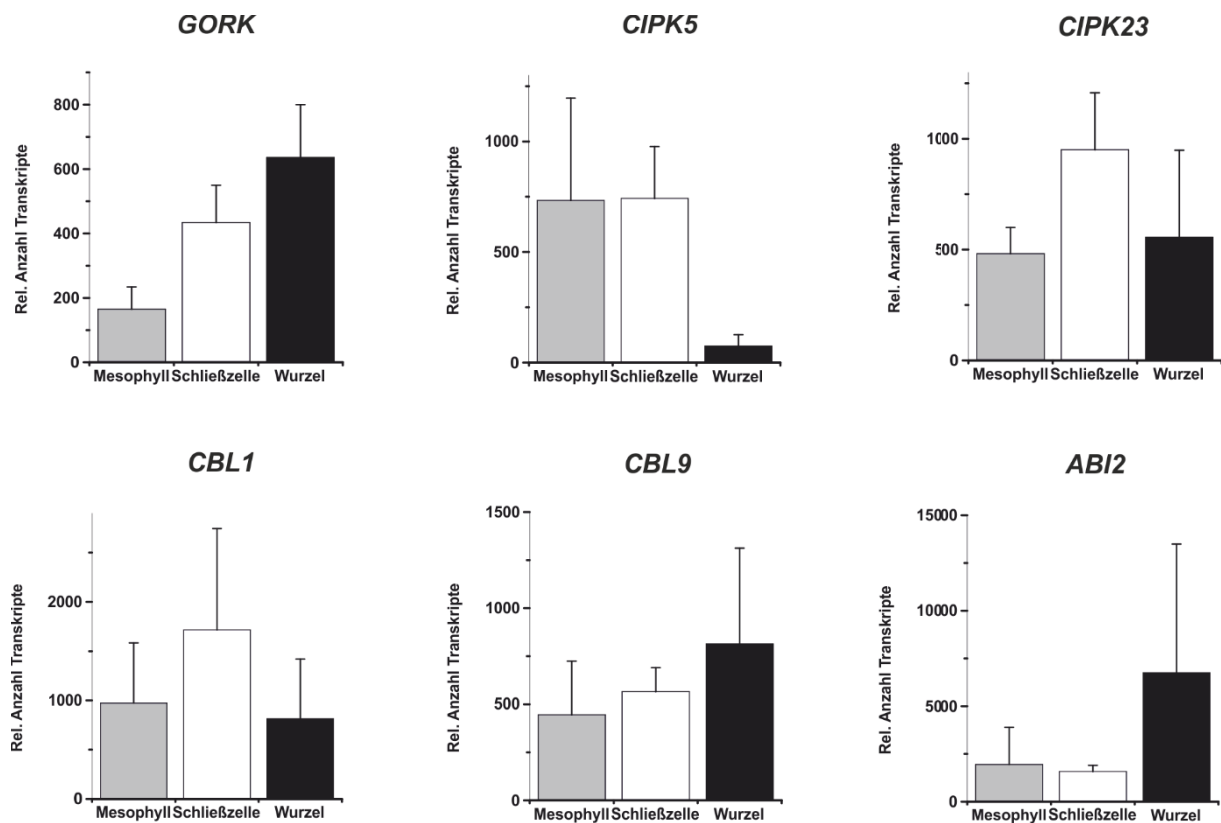 GORK
CIPK5
CIPK23
Rel. Anzahl Transkripte
800
600
400
200
0
Mesophyll Schließzelle Wurzel
Rel. Anzahl Transkripte
1000
500
0
Mesophyll Schließzelle Wurzel
Rel. Anzahl Transkripte
1000
500
0
Mesophyll Schließzelle Wurzel
CBL1
CBL9
ABI2
Rel. Anzahl Transkripte
2000
1000
0
Mesophyll Schließzelle Wurzel
Rel. Anzahl Transkripte
1500
1000
500
0
Mesophyll Schließzelle Wurzel
Rel. Anzahl Transkripte
15000
10000
5000
0
Mesophyll Schließzelle Wurzel